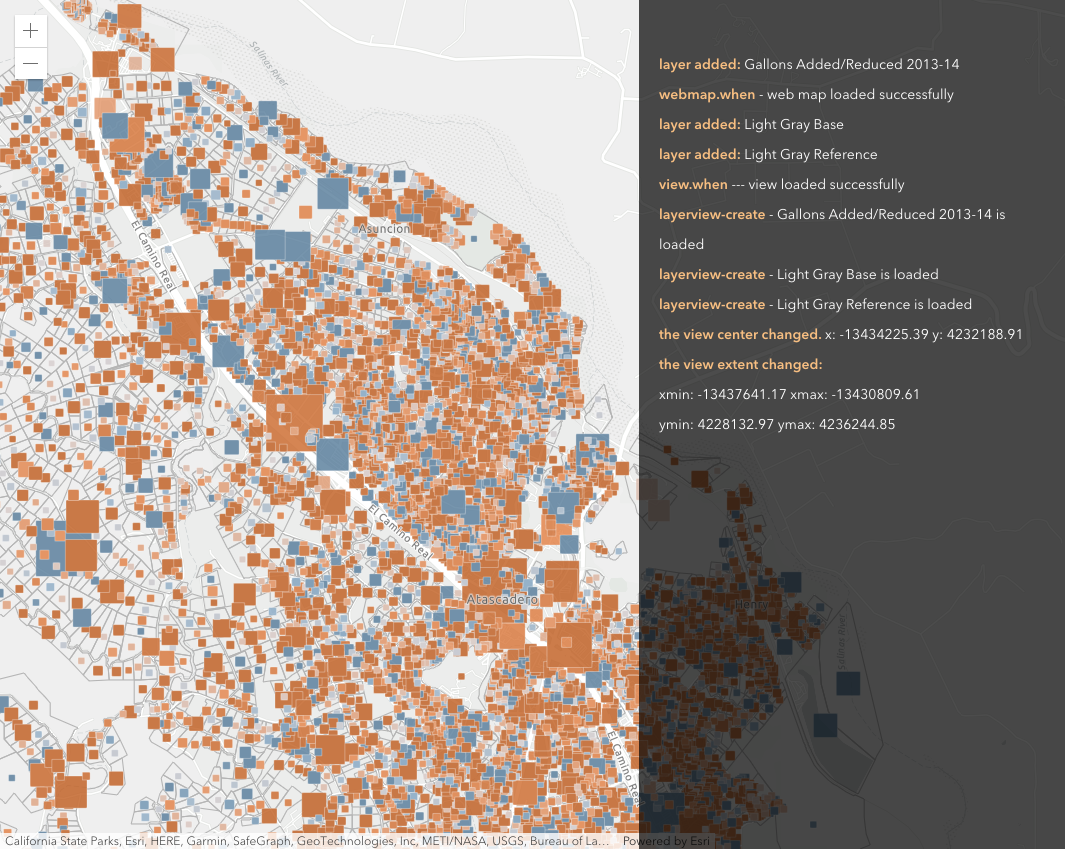 layer added: Gallons Added/Reduced 2013-14
webmap.when - web map loaded successfully
layer added: Light Gray Base
layer added: Light Gray Reference
view.when --- view loaded successfully
layerview-create - Gallons Added/Reduced 2013-14 is
loaded
layerview-create - Light Gray Base is loaded
layerview-create - Light Gray Reference is loaded
the view center changed. x: -13434225.39 y: 4232188.91
the view extent changed:
xmin: -13437641.17 xmax: -13430809.61
ymin: 4228132.97 ymax: 4236244.85
Salinas River
Asuncion
El Camino Real
El Camino Real
Atascadero
Henry
Salinas River
El Camino Real
California State Parks, Esri, HERE, Garmin, SafeGraph, GeoTechnologies, Inc, METI/NASA, USGS, Bureau of La...
Powered by Esri